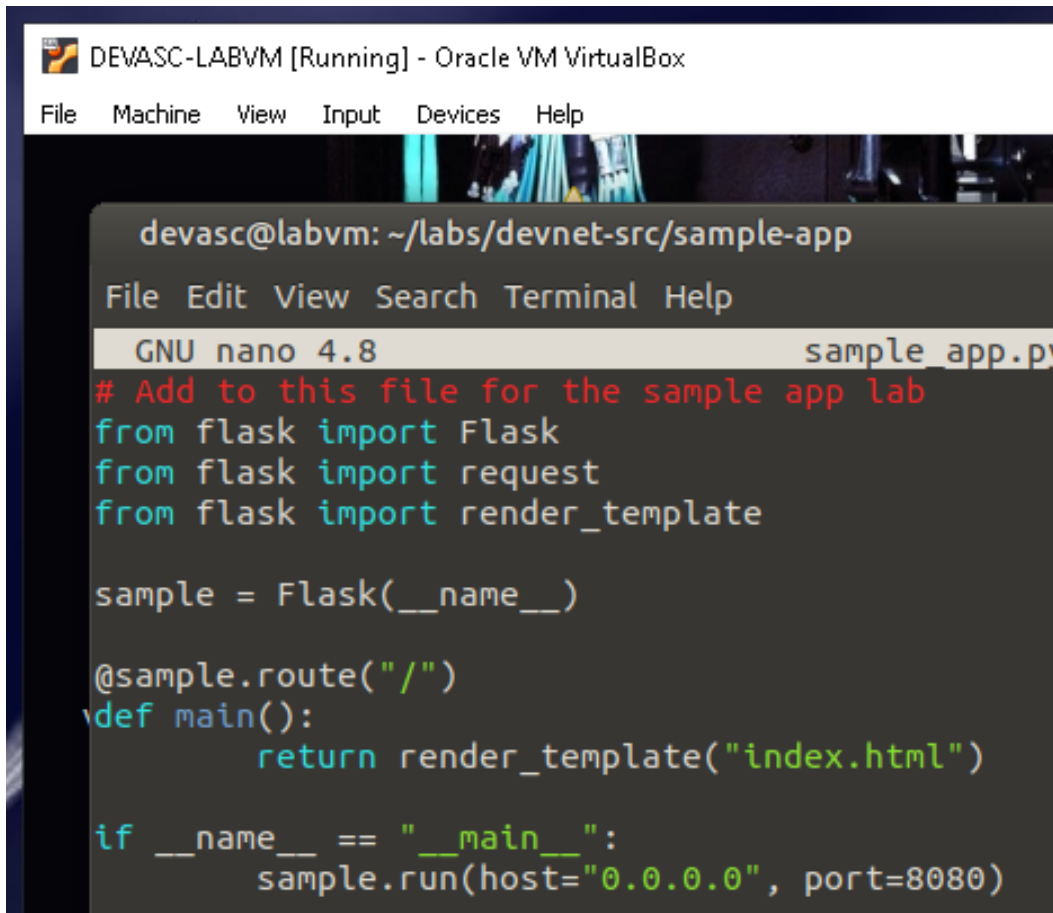 DEVASC-LABVM [Running] - Oracle VM VirtualBox
File Machine View Input Devices Help
devasc@labvm: ~/labs/devnet-src/sample-app
File Edit View Search Terminal Help
GNU nano 4.8 sample_app.py
# Add to this file for the sample app lab
from flask import Flask
from flask import request
from flask import render_template
sample = Flask(__name__)
@sample.route("/")
def main():
return render_template("index.html")
if __name__ == "__main__":
sample.run(host="0.0.0.0", port=8080)